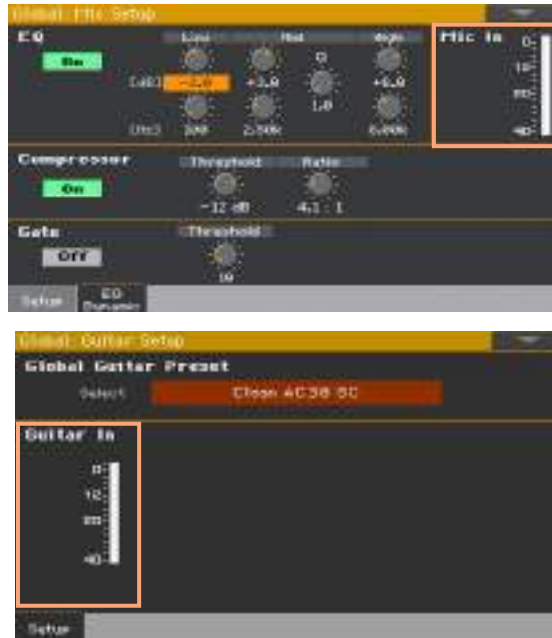 Global: Mic Setup
EQ Low Mid High Mic In
On Q 0
[dB] -2.0 +3.0 +6.0 12
1.0
[Hz] 100 2.50k 6.00k 40
Compressor Threshold Ratio
On
-12 dB 4.1 : 1
Gate Threshold
Off
10
Setup EQ
Dynamic
Global: Guitar Setup
Global Guitar Preset
Select Clean AC30 SC
Guitar In
0
12
20
40
Setup